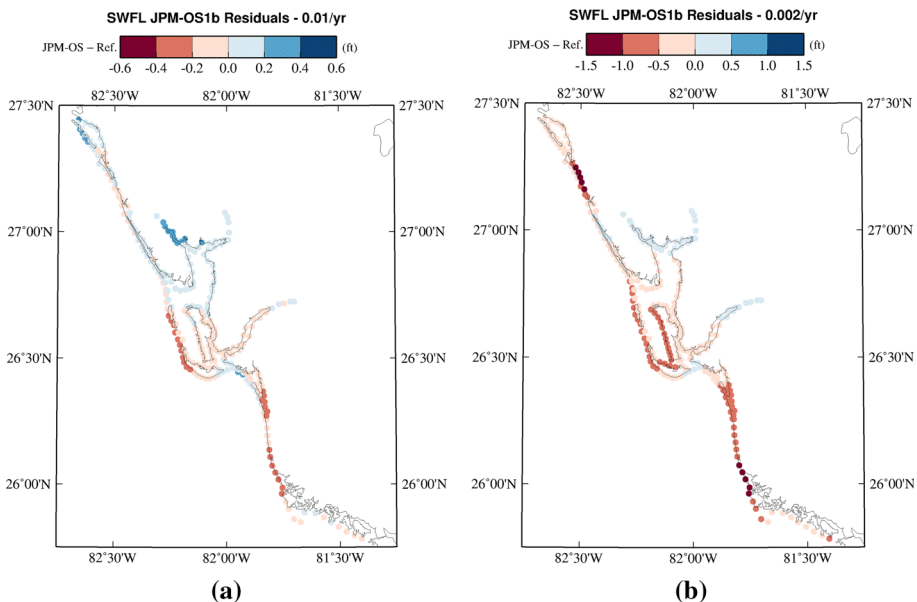 SWFL JPM-OS1b Residuals - 0.01/yr
JPM-OS – Ref. (ft)
-0.6 -0.4 -0.2 0.0 0.2 0.4 0.6
82˚30'W 82˚00'W 81˚30'W
27˚30'N 27˚30'N
27˚00'N 27˚00'N
26˚30'N 26˚30'N
26˚00'N 26˚00'N
82˚30'W 82˚00'W 81˚30'W
(a)
SWFL JPM-OS1b Residuals - 0.002/yr
JPM-OS – Ref. (ft)
-1.5 -1.0 -0.5 0.0 0.5 1.0 1.5
82˚30'W 82˚00'W 81˚30'W
27˚30'N 27˚30'N
27˚00'N 27˚00'N
26˚30'N 26˚30'N
26˚00'N 26˚00'N
82˚30'W 82˚00'W 81˚30'W
(b)